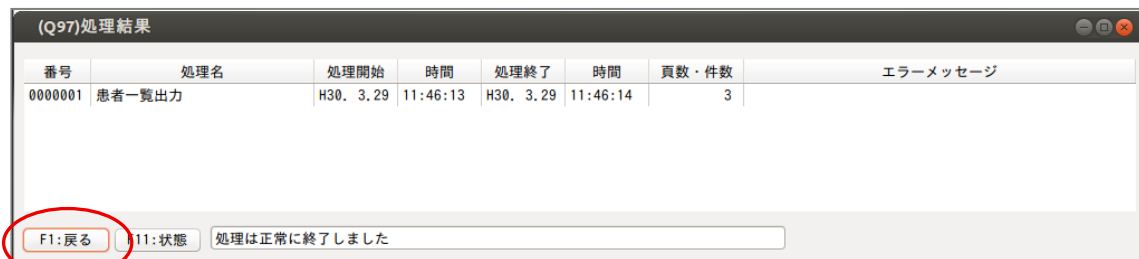 (Q97)処理結果
番号 処理名 処理開始 時間 処理終了 時間 頁数・件数 エラーメッセージ
0000001 患者一覧出力 H30. 3.29 11:46:13 H30. 3.29 11:46:14 3
F1:戻る F11:状態 処理は正常に終了しました